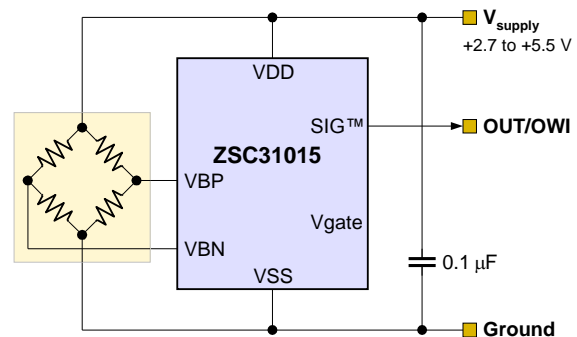 V_supply
+2.7 to +5.5 V
VDD
SIG™
OUT/OWI
ZSC31015
VBP
Vgate
VBN
0.1 µF
VSS
Ground